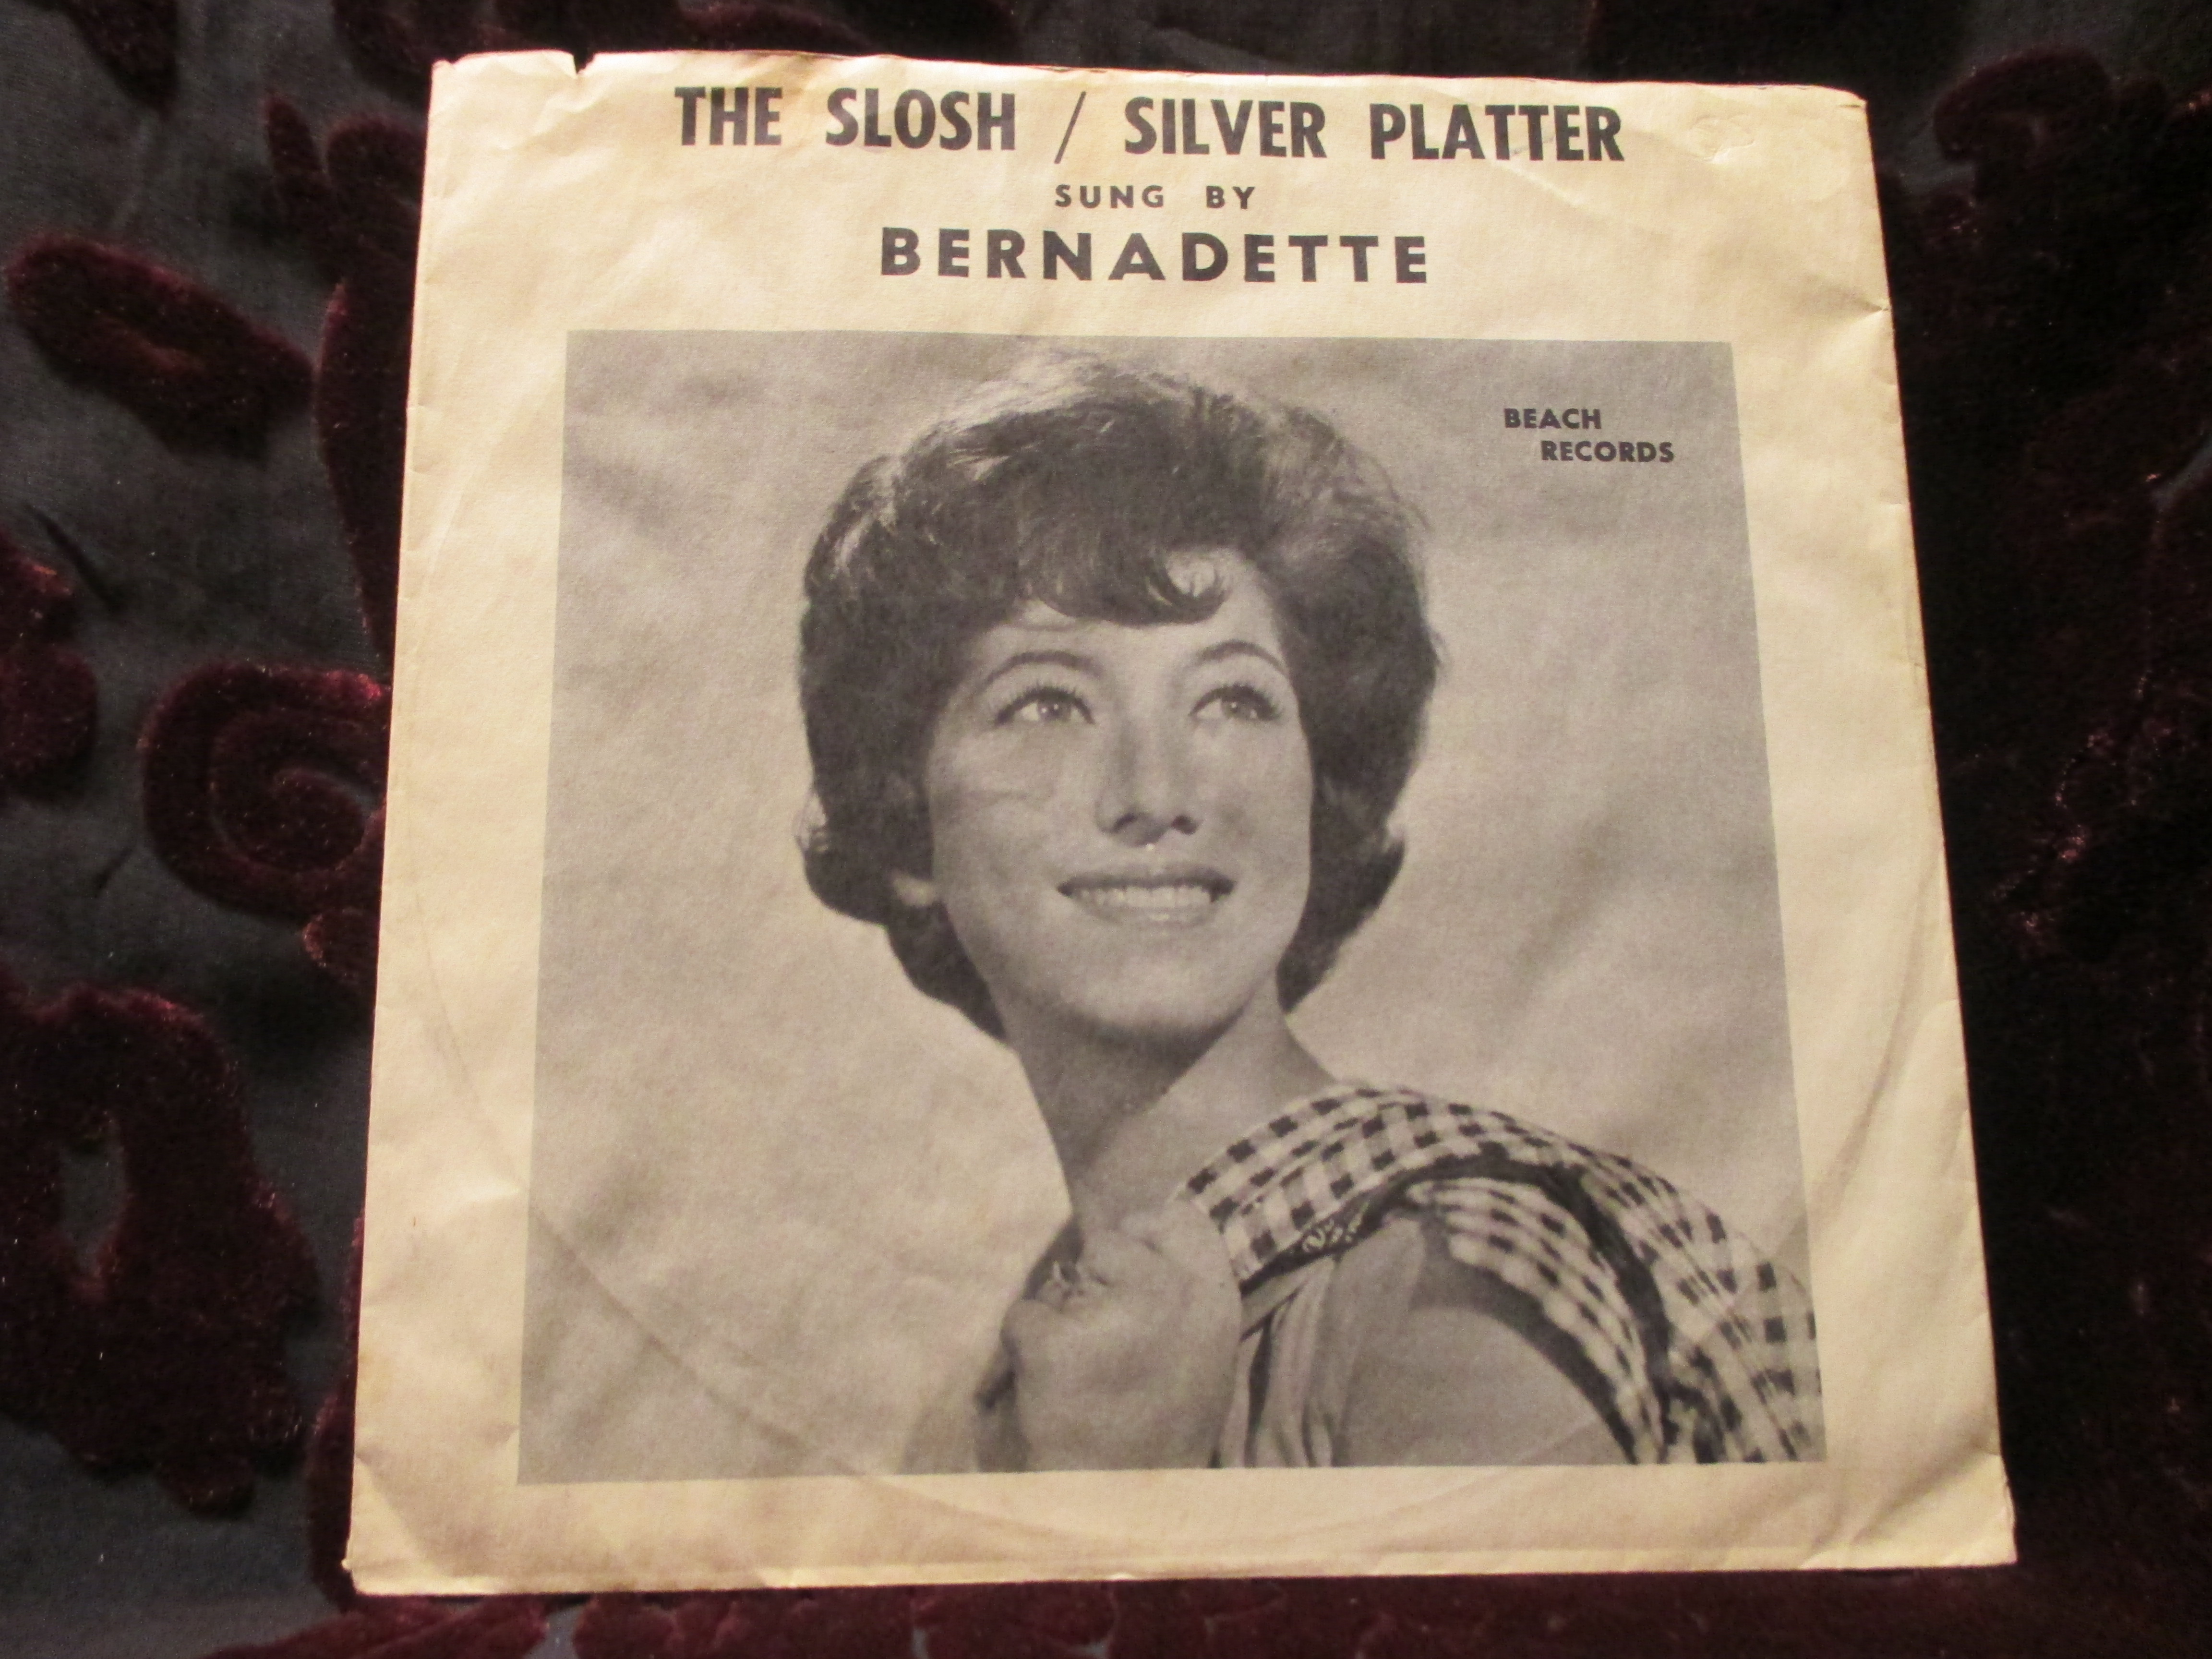 THE SLOSH / SILVER PLATTER
SUNG BY
BERNADETTE
BEACH
RECORDS